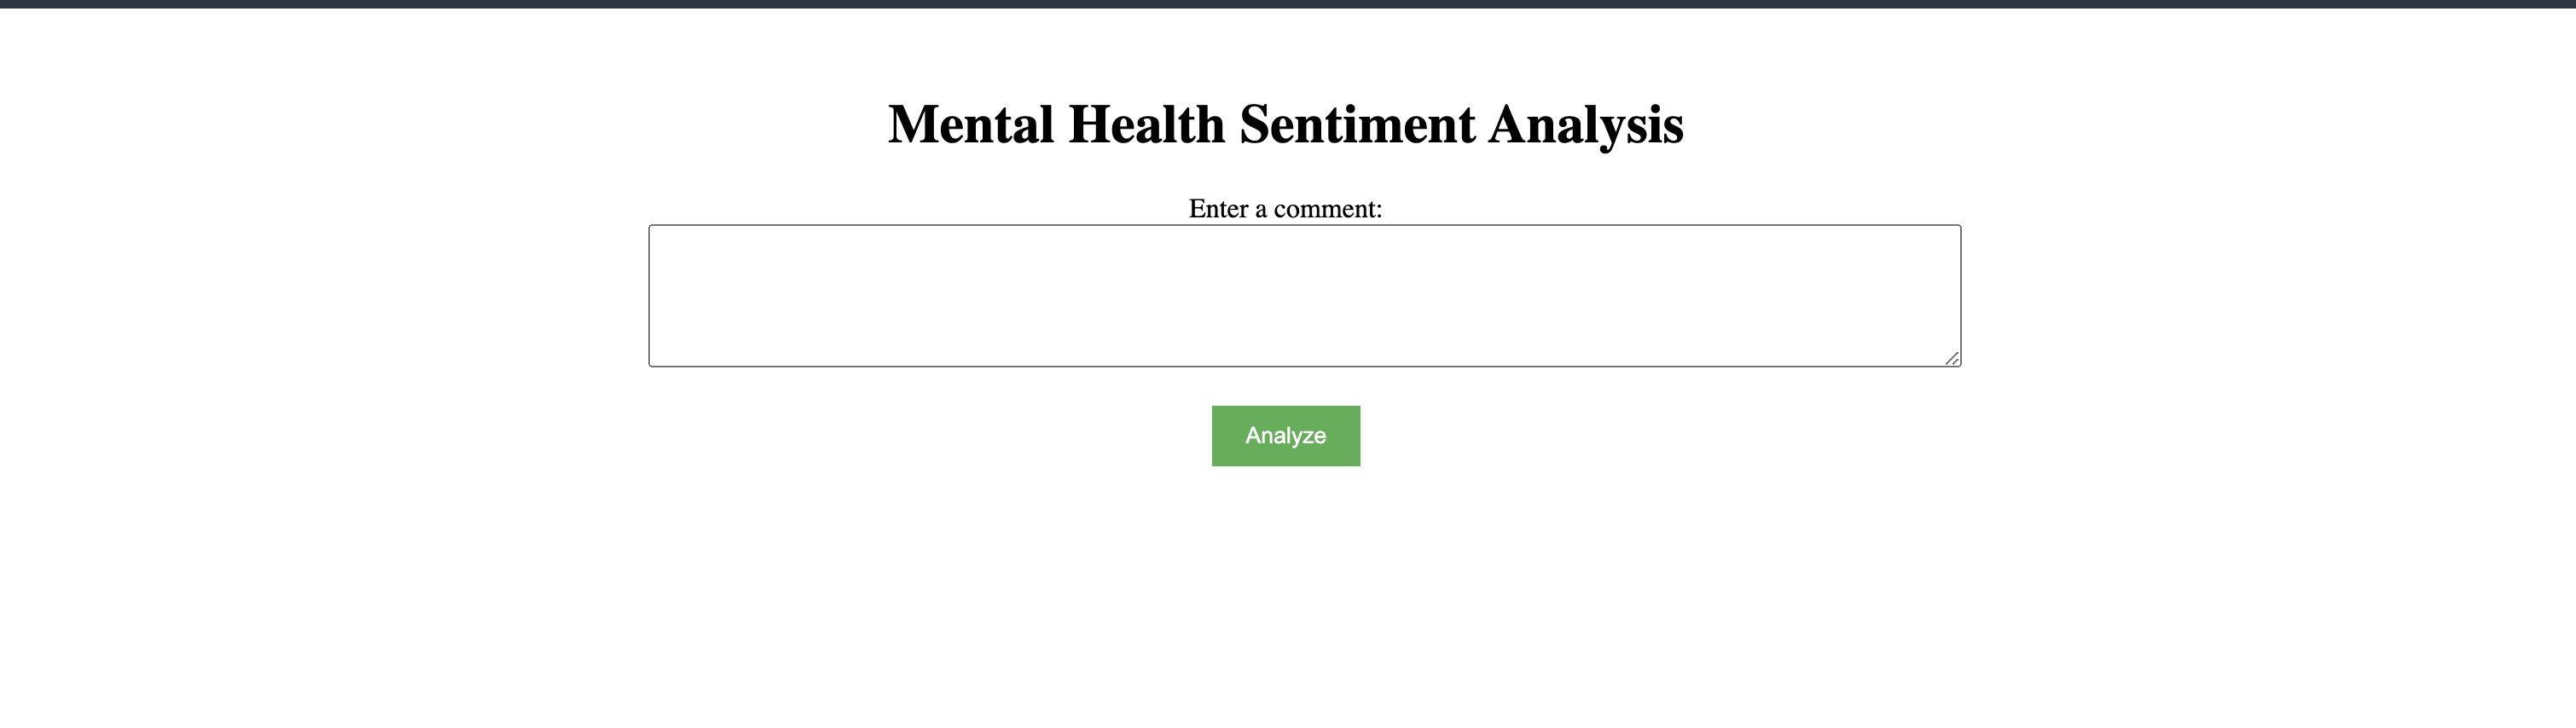 Mental Health Sentiment Analysis
Enter a comment:
Analyze